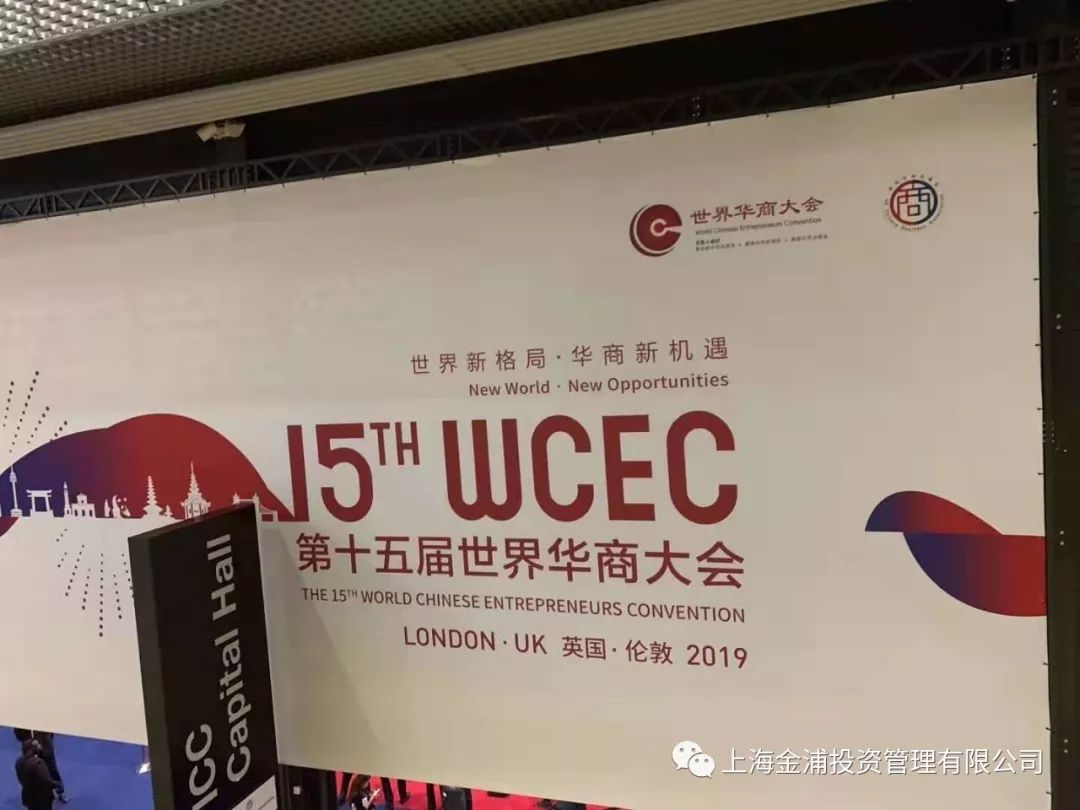 世界华商大会
World Chinese Entrepreneurs Convention
商
世界新格局·华商新机遇
New World · New Opportunities
15TH WCEC
第十五届世界华商大会
THE 15TH WORLD CHINESE ENTREPRENEURS CONVENTION
LONDON · UK 英国·伦敦 2019
ICC
Capital Hall
上海金浦投资管理有限公司